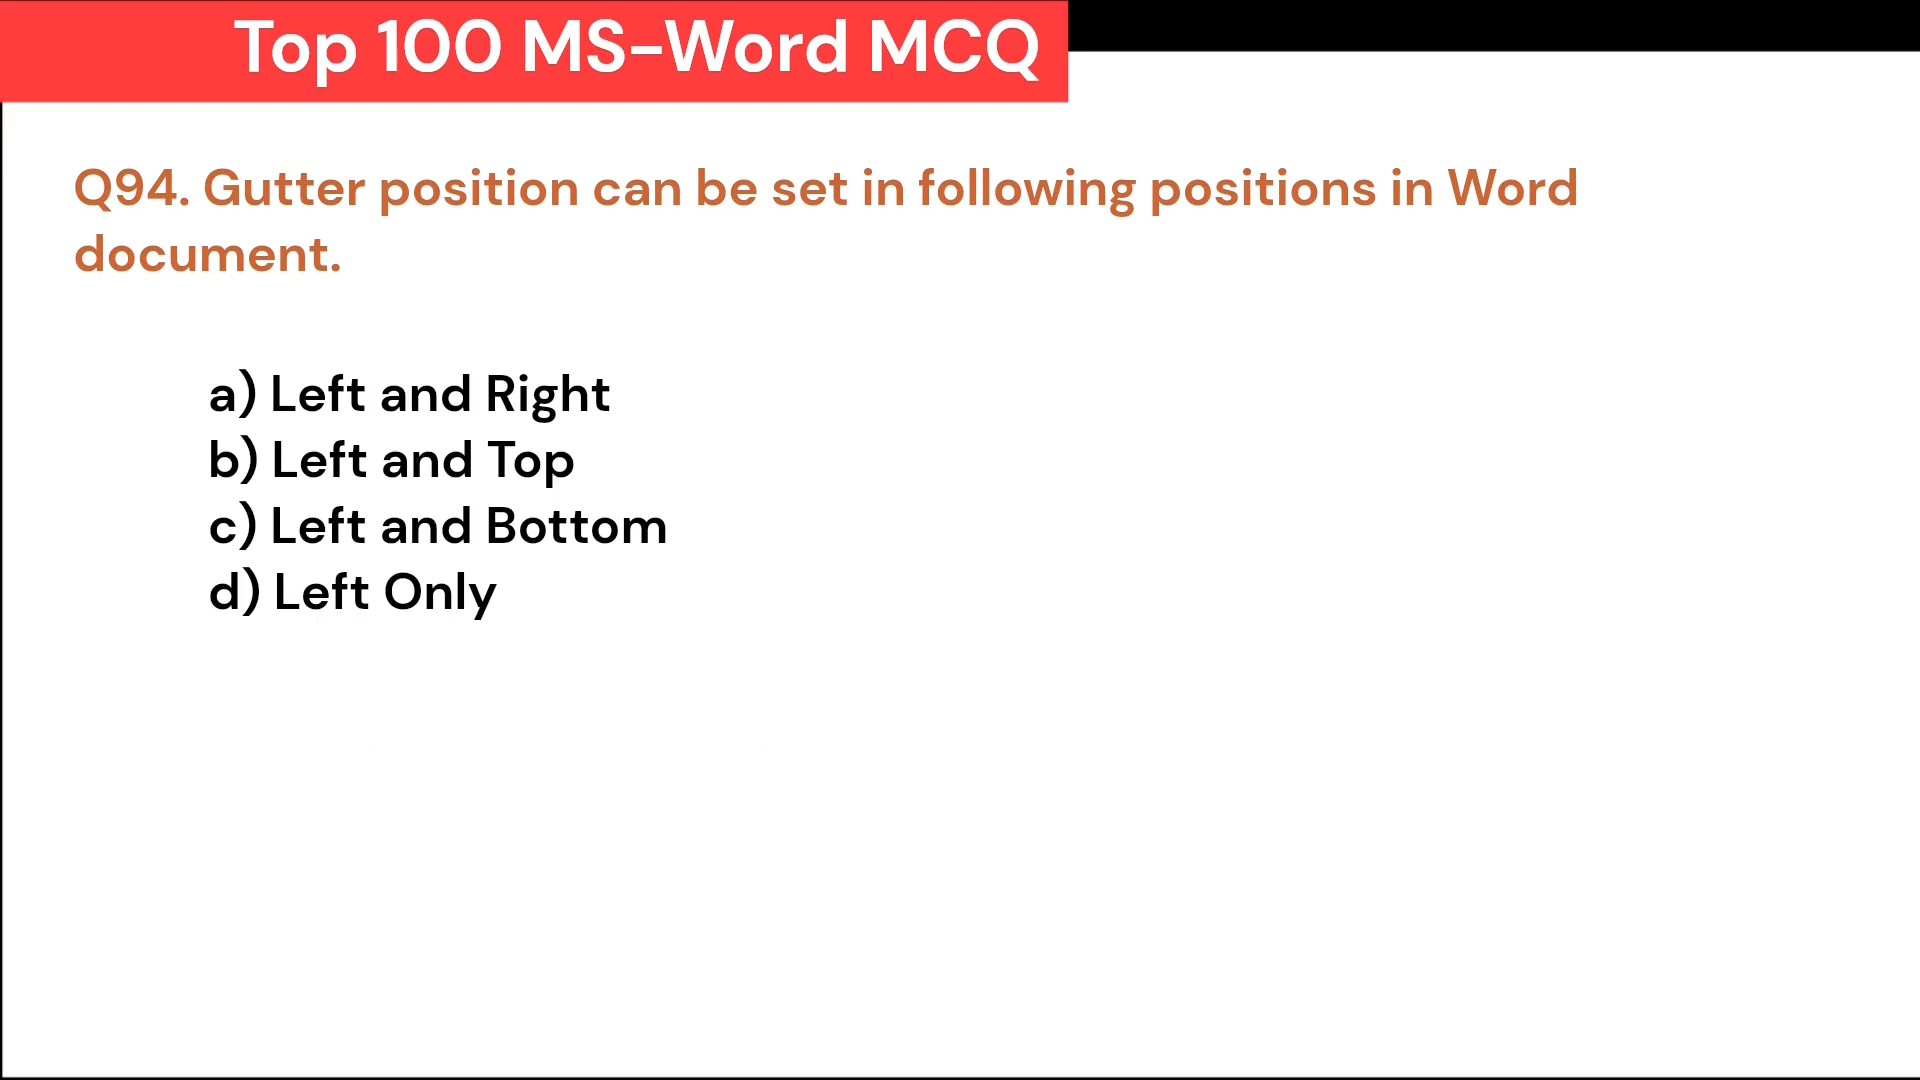 Top 100 MS-Word MCQ
Q94. Gutter position can be set in following positions in Word
document.
a) Left and Right
b) Left and Top
c) Left and Bottom
d) Left Only